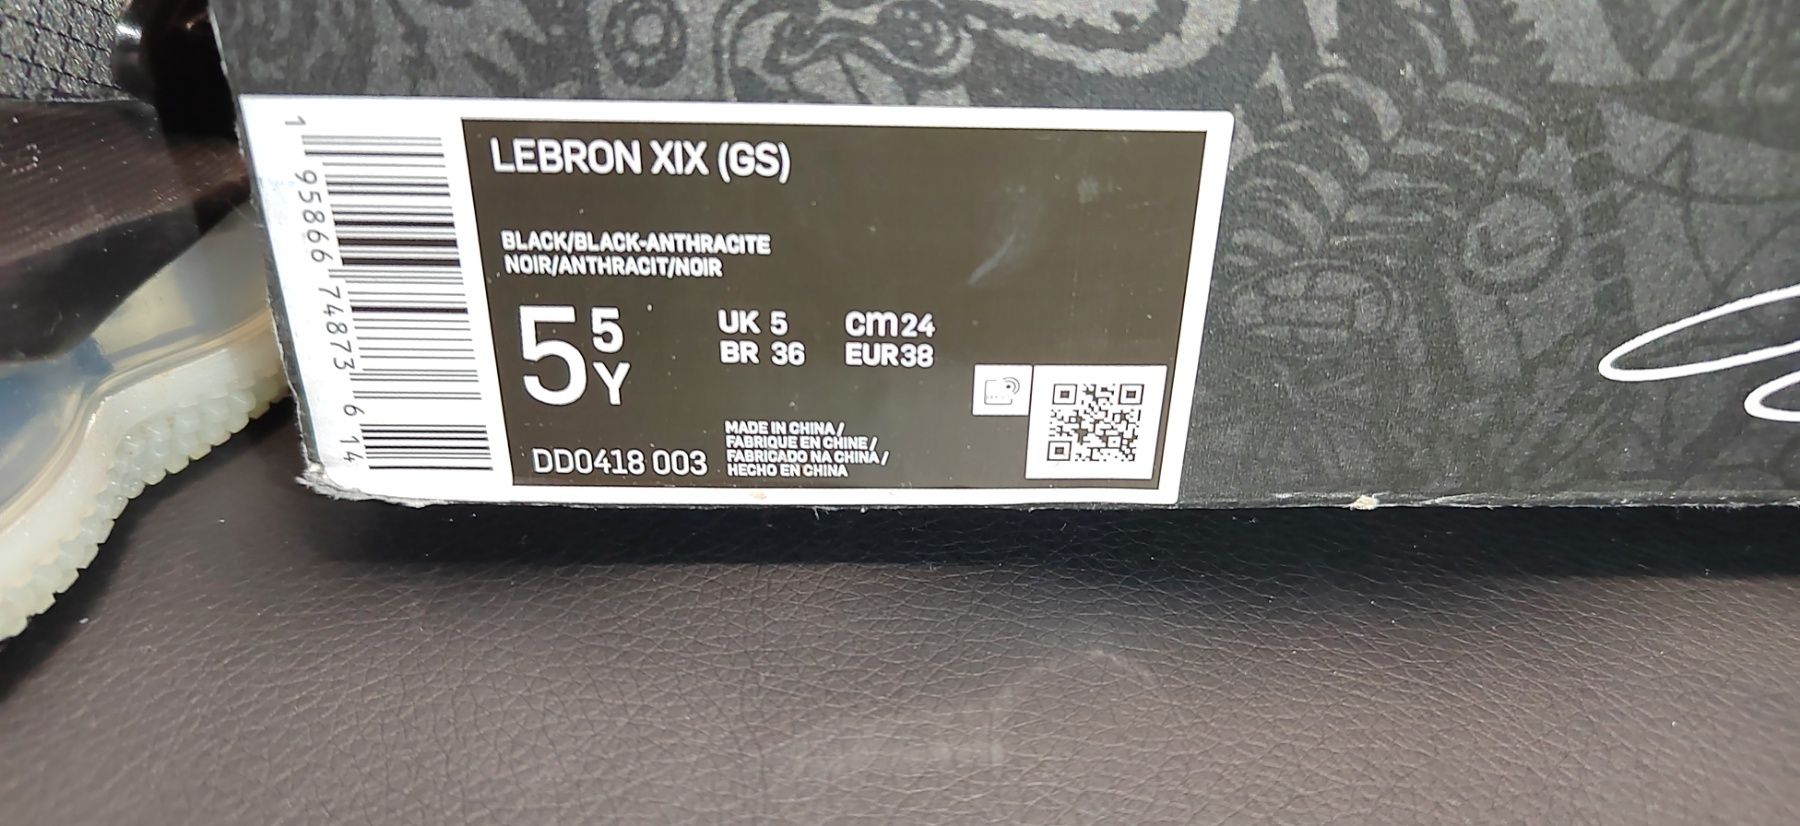 LEBRON XIX (GS)
BLACK/BLACK-ANTHRACITE
NOIR/ANTHRACIT/NOIR
5 5 Y
UK 5 cm 24
BR 36 EUR 38
DD0418 003
MADE IN CHINA/
FABRIQUE EN CHINE/
FABRICADO NA CHINA/
HECHO EN CHINA
1 95866 74873 6 14